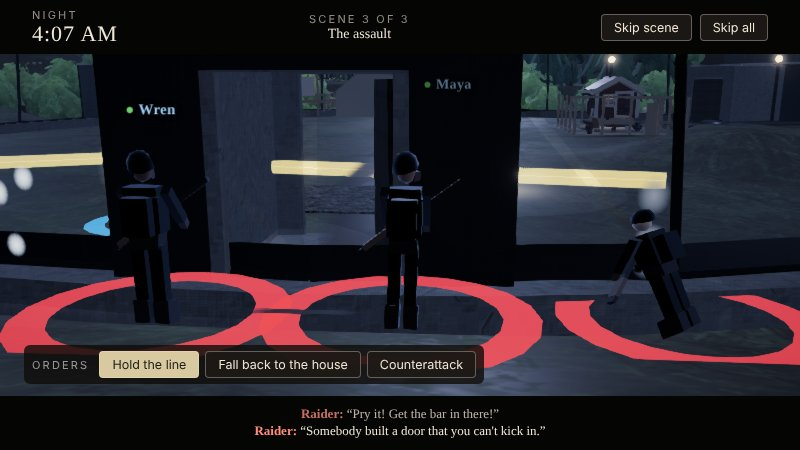 NIGHT
4:07 AM
SCENE 3 OF 3
The assault
Skip scene
Skip all
Wren
Maya
ORDERS
Hold the line
Fall back to the house
Counterattack
Raider: “Pry it! Get the bar in there!”
Raider: “Somebody built a door that you can't kick in.”